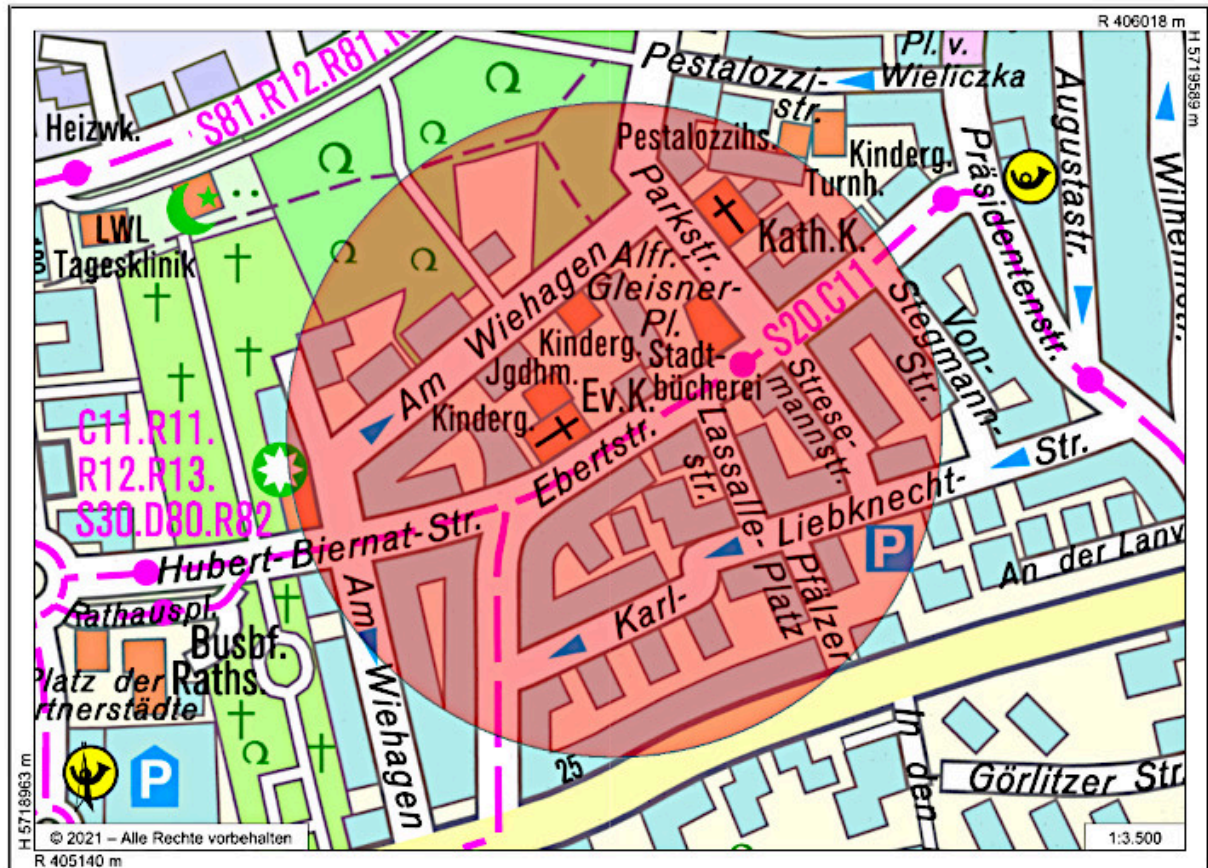 R 406018 m
H 5719589 m
S81.R12.R81.R
Pestalozzi-
str.
Pl. v.
Wieliczka
Augustastr.
Präsidentenstr.
Heizwk.
Pestalozzihs.
Kinderg.
Turnh.
Parkstr.
Kath.K.
LWL
Tagesklinik
Am Wiehagen
Alfr.
Gleisner-
Pl.
S20.C11
Stegmann-
Str.
Von-
Stegmann-
Str.
Kinderg.
Stadt-
bücherei
Jgdhm.
Ev.K.
Kinderg.
Strese-
mannstr.
C11.R11.
R12.R13.
S30.D80.R82
Ebertstr.
Lassalle-
str.
Hubert-Biernat-Str.
Karl-
Liebknecht-
Str.
P
Platz
Pfälzer
An der Lanw
Am
Wiehagen
Rathauspl.
Busbf.
Raths.
Platz der
rtnerstädte
P
25
In den
Görlitzer Str.
H 5718963 m
© 2021 – Alle Rechte vorbehalten
1:3.500
R 405140 m